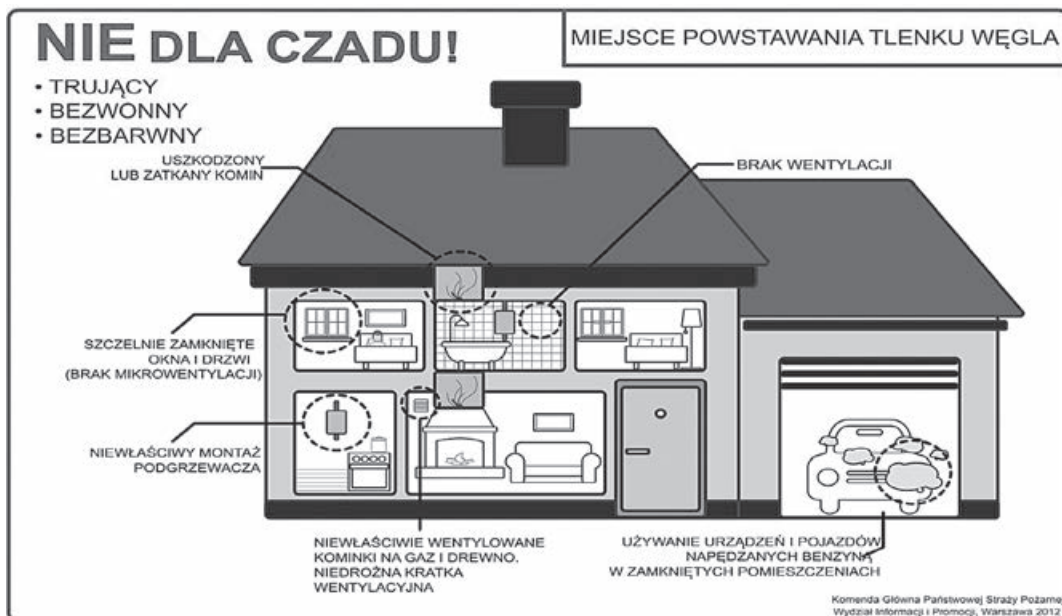 NIE DLA CZADU!
MIEJSCE POWSTAWANIA TLENKU WĘGLA
• TRUJĄCY
• BEZWONNY
• BEZBARWNY
USZKODZONY
LUB ZATKANY KOMIN
BRAK WENTYLACJI
SZCZELNIE ZAMKNIĘTE
OKNA I DRZWI
(BRAK MIKROWENTYLACJI)
NIEWŁAŚCIWY MONTAŻ
PODGRZEWACZA
NIEWŁAŚCIWIE WENTYLOWANE
KOMINKI NA GAZ I DREWNO.
NIEDROŻNA KRATKA
WENTYLACYJNA
UŻYWANIE URZĄDZEŃ I POJAZDÓW
NAPĘDZANYCH BENZYNĄ
W ZAMKNIĘTYCH POMIESZCZENIACH
Komenda Główna Państwowej Straży Pożarnej
Wydział Informacji i Promocji, Warszawa 2012